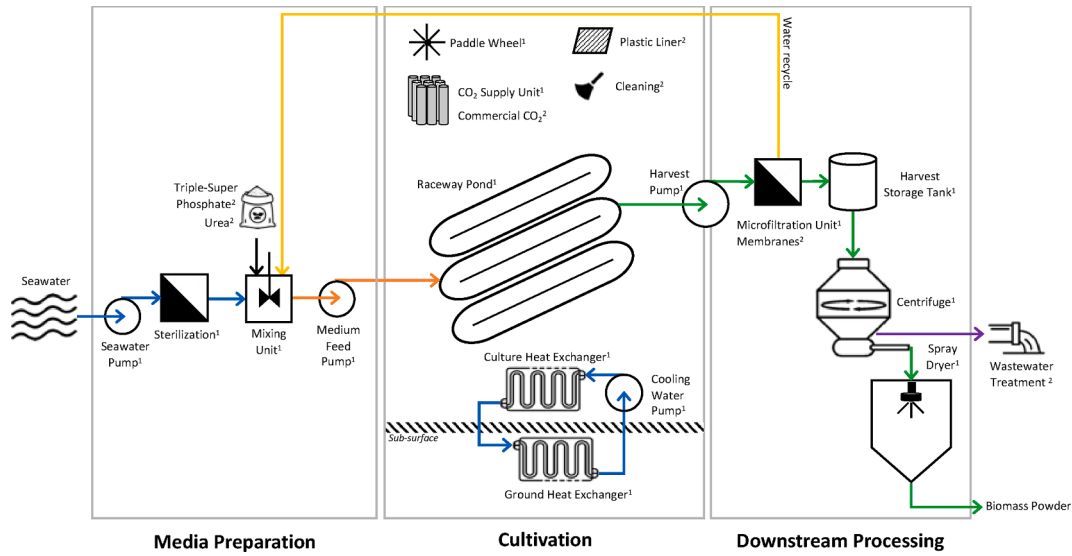 Paddle Wheel¹
Plastic Liner²
CO₂ Supply Unit¹
Commercial CO₂²
Cleaning²
Water recycle
Triple-Super
Phosphate²
Urea²
Raceway Pond¹
Harvest
Pump¹
Harvest
Storage Tank¹
Microfiltration Unit¹
Membranes²
Seawater
Seawater
Pump¹
Sterilization¹
Mixing
Unit¹
Medium
Feed
Pump¹
Centrifuge¹
Culture Heat Exchanger¹
Cooling
Water
Pump¹
Spray
Dryer¹
Wastewater
Treatment ²
Sub-surface
Ground Heat Exchanger¹
Biomass Powder
Media Preparation
Cultivation
Downstream Processing